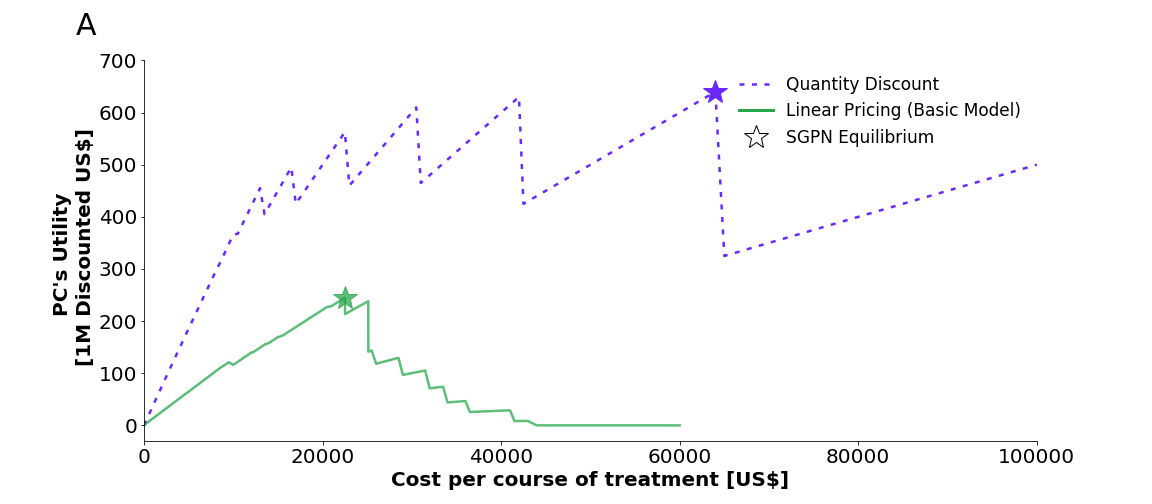 A
700
600
500
400
300
200
100
0
PC's Utility
[1M Discounted US$]
Quantity Discount
Linear Pricing (Basic Model)
SGPN Equilibrium
0 20000 40000 60000 80000 100000
Cost per course of treatment [US$]